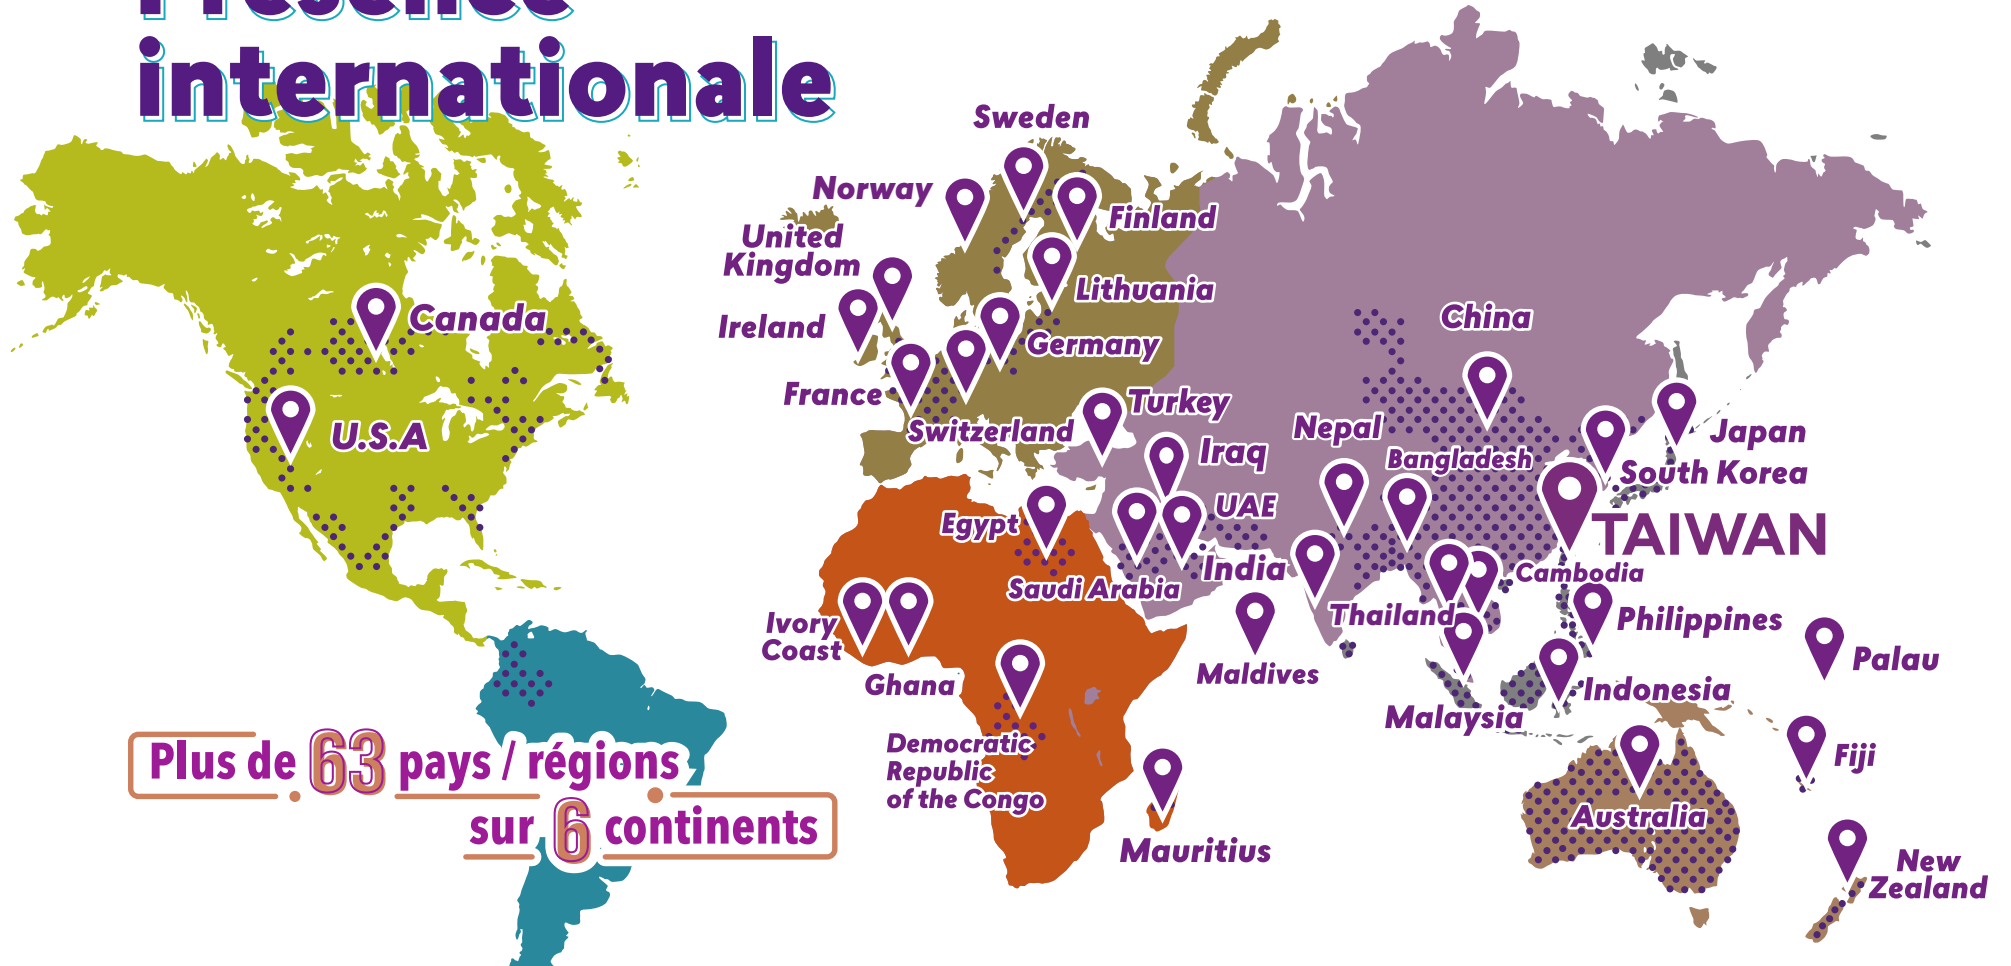 Présence
internationale
Sweden
Norway
Finland
United
Kingdom
Lithuania
Ireland
Germany
France
Switzerland
Turkey
Canada
U.S.A
China
Nepal
Iraq
Bangladesh
Japan
South Korea
UAE
TAIWAN
Egypt
India
Saudi Arabia
Cambodia
Thailand
Philippines
Ivory
Coast
Ghana
Maldives
Palau
Indonesia
Malaysia
Democratic
Republic
of the Congo
Fiji
Australia
Mauritius
New
Zealand
Plus de 63 pays / régions
sur 6 continents